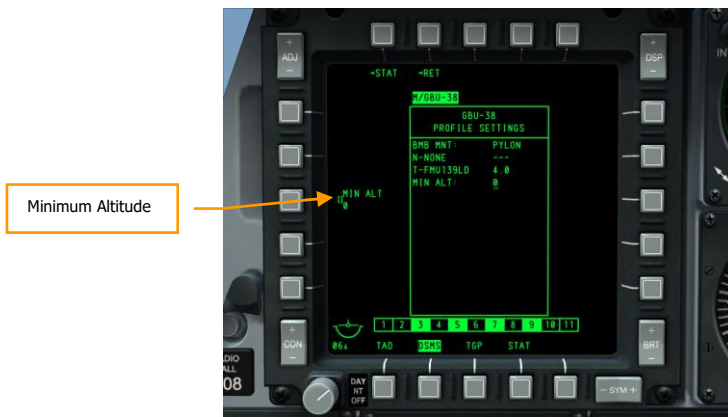 +
ADJ
-
+
DSP
-
→STAT →RET
M/GBU-38
GBU-38
PROFILE SETTINGS
BMB MNT: PYLON
N-NONE ---
T-FMU139LD 4.0
MIN ALT: 0
MIN ALT
0
Minimum Altitude
1 2 3 4 5 6 7 8 9 10 11
TAD DSMS TGP STAT
+
CON
-
+
BRT
-
DAY
NT
OFF
- SYM +
08